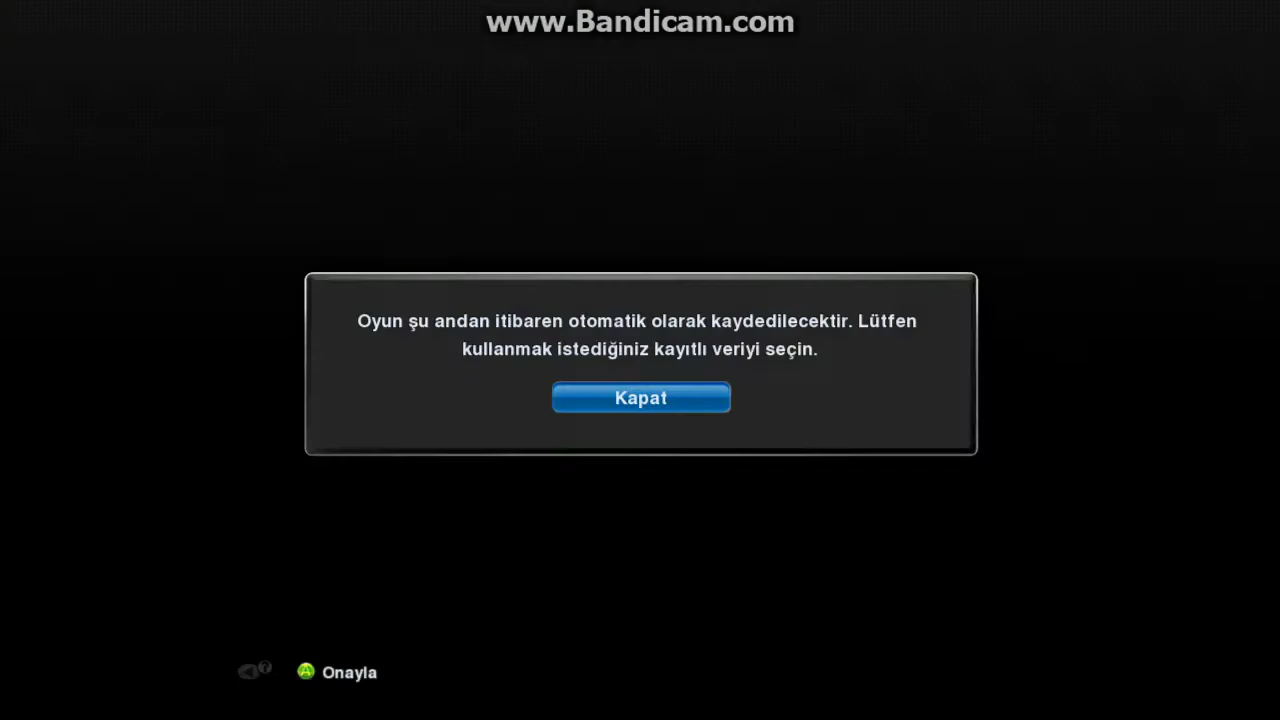 www.Bandicam.com
Oyun şu andan itibaren otomatik olarak kaydedilecektir. Lütfen
kullanmak istediğiniz kayıtlı veriyi seçin.
Kapat
? A Onayla